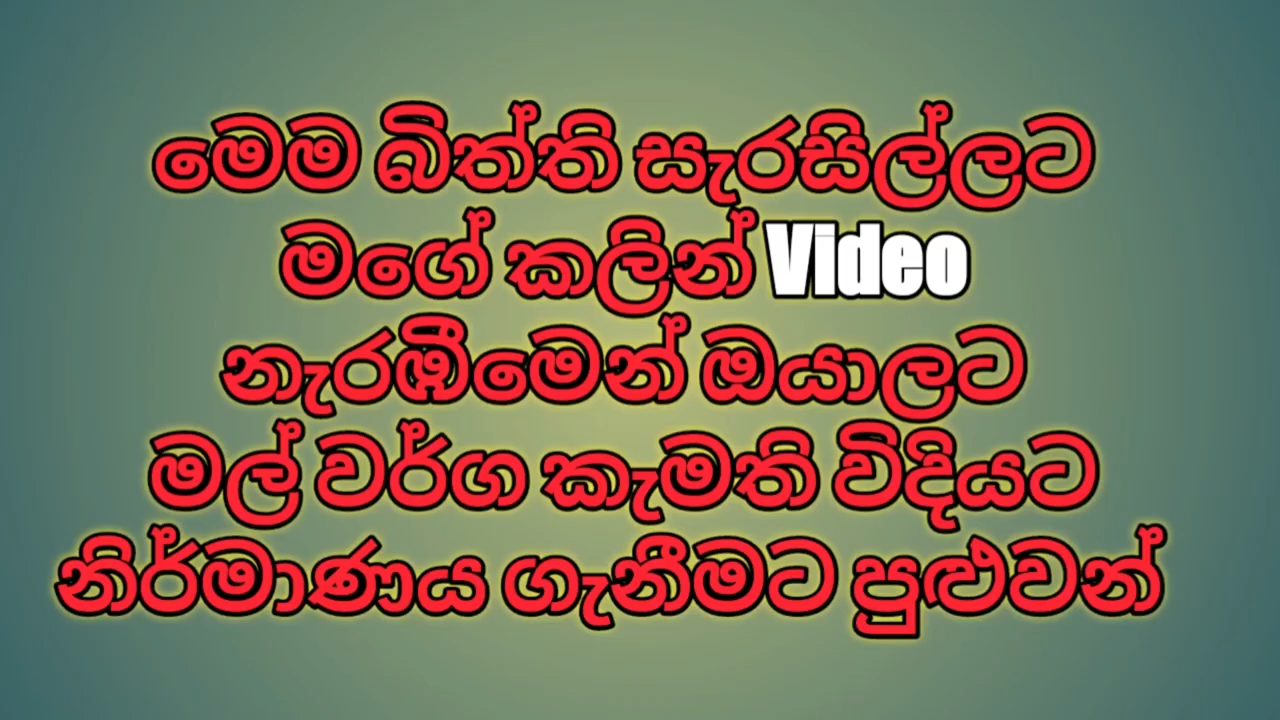 මෙම බිත්ති සැරසිල්ලට
මගේ කලින් Video
නැරඹීමෙන් ඔයාලට
මල් වර්ග කැමති විදියට
නිර්මාණය ගැනීමට පුළුවන්